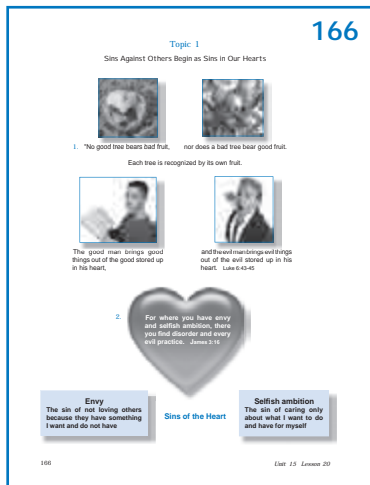 166
Topic 1
Sins Against Others Begin as Sins in Our Hearts
1. "No good tree bears bad fruit,
nor does a bad tree bear good fruit.
Each tree is recognized by its own fruit.
The good man brings good
things out of the good stored up
in his heart,
and the evil man brings evil things
out of the evil stored up in his
heart. Luke 6:43-45
2.
For where you have envy
and selfish ambition, there
you find disorder and every
evil practice. James 3:16
Envy
The sin of not loving others
because they have something
I want and do not have
Sins of the Heart
Selfish ambition
The sin of caring only
about what I want to do
and have for myself
166
Unit 15 Lesson 20